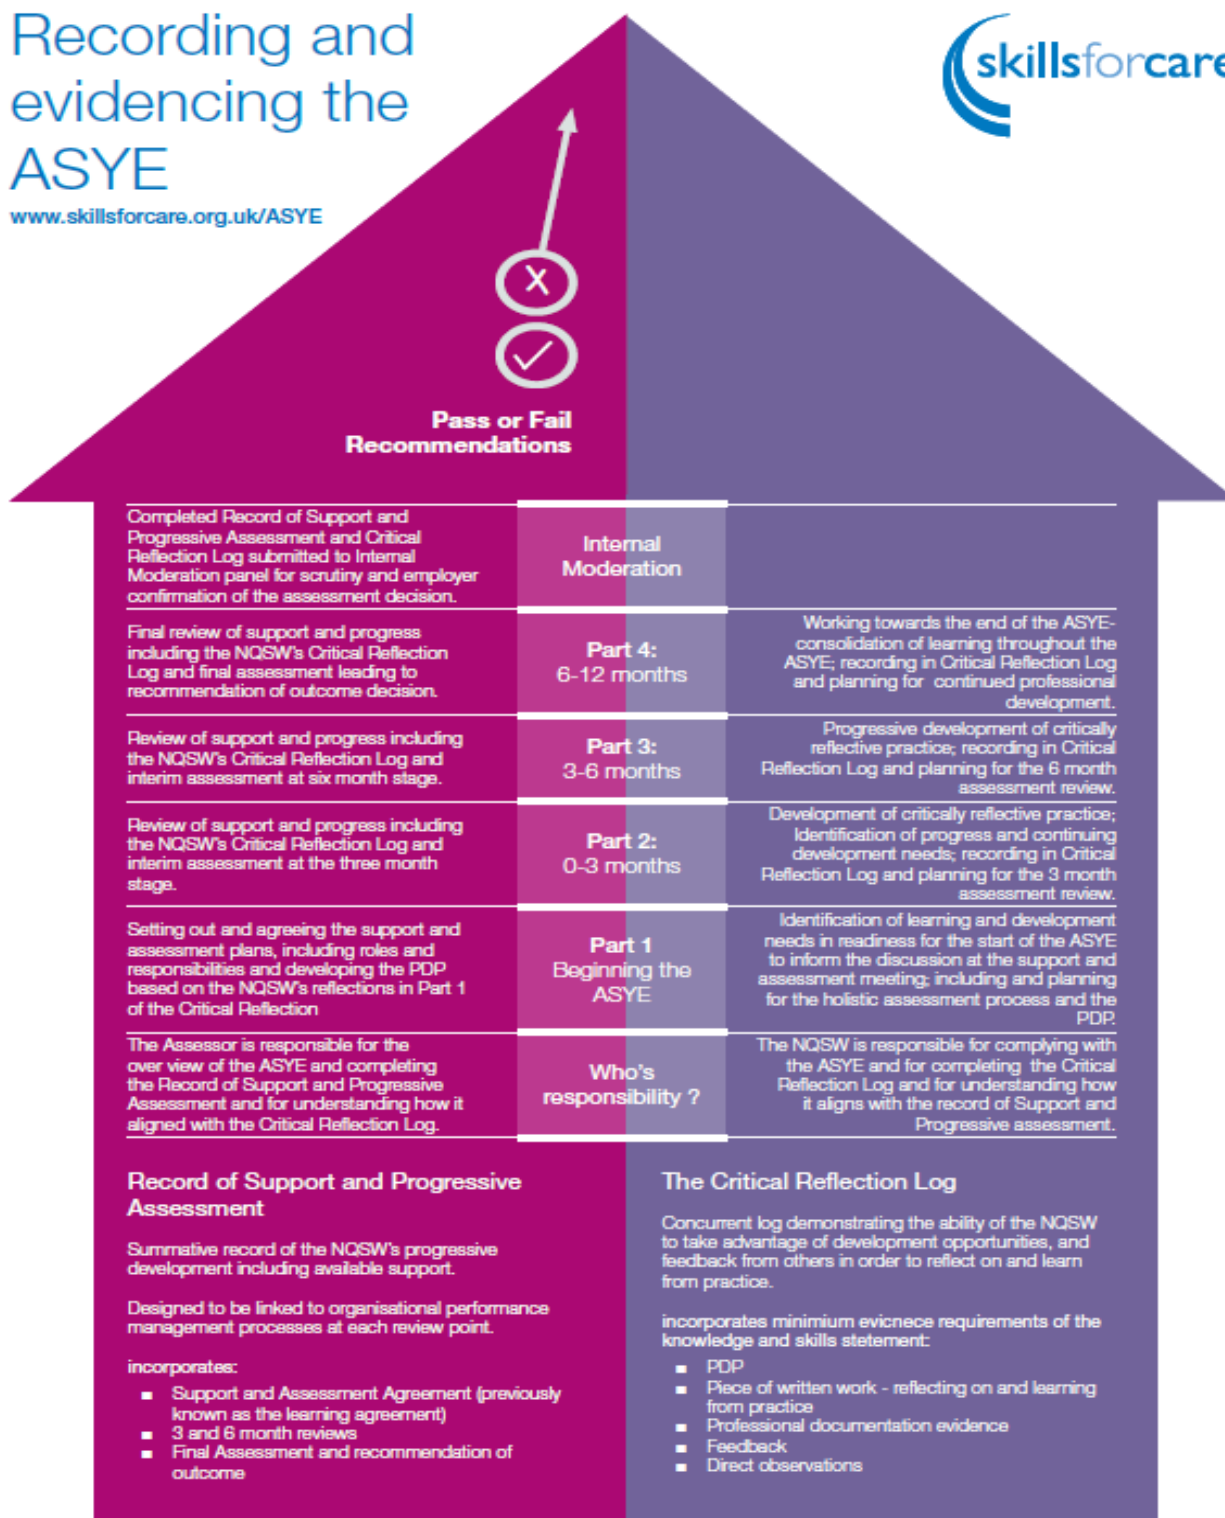 Recording and
evidencing the
ASYE
www.skillsforcare.org.uk/ASYE
skillsforcare
X
Pass or Fail
Recommendations
Completed Record of Support and
Progressive Assessment and Critical
Reflection Log submitted to Internal
Moderation panel for scrutiny and employer
confirmation of the assessment decision.
Internal
Moderation
Final review of support and progress
including the NQSW's Critical Reflection
Log and final assessment leading to
recommendation of outcome decision.
Part 4:
6-12 months
Working towards the end of the ASYE-
consolidation of learning throughout the
ASYE; recording in Critical Reflection Log
and planning for continued professional
development.
Review of support and progress including
the NQSW's Critical Reflection Log and
interim assessment at six month stage.
Part 3:
3-6 months
Progressive development of critically
reflective practice; recording in Critical
Reflection Log and planning for the 6 month
assessment review.
Review of support and progress including
the NQSW's Critical Reflection Log and
interim assessment at the three month
stage.
Part 2:
0-3 months
Development of critically reflective practice;
Identification of progress and continuing
development needs; recording in Critical
Reflection Log and planning for the 3 month
assessment review.
Setting out and agreeing the support and
assessment plans, including roles and
responsibilities and developing the PDP
based on the NQSW's reflections in Part 1
of the Critical Reflection
Part 1
Beginning the
ASYE
Identification of learning and development
needs in readiness for the start of the ASYE
to inform the discussion at the support and
assessment meeting; including and planning
for the holistic assessment process and the
PDP.
The Assessor is responsible for the
over view of the ASYE and completing
the Record of Support and Progressive
Assessment and for understanding how it
aligned with the Critical Reflection Log.
Who's
responsibility ?
The NQSW is responsible for complying with
the ASYE and for completing the Critical
Reflection Log and for understanding how
it aligns with the record of Support and
Progressive assessment.
Record of Support and Progressive
Assessment
Summative record of the NQSW's progressive
development including available support.
Designed to be linked to organisational performance
management processes at each review point.
incorporates:
Support and Assessment Agreement (previously
known as the learning agreement)
3 and 6 month reviews
Final Assessment and recommendation of
outcome
The Critical Reflection Log
Concurrent log demonstrating the ability of the NQSW
to take advantage of development opportunities, and
feedback from others in order to reflect on and learn
from practice.
incorporates minimum evicnece requirements of the
knowledge and skills stetement:
PDP
Piece of written work - reflecting on and learning
from practice
Professional documentation evidence
Feedback
Direct observations